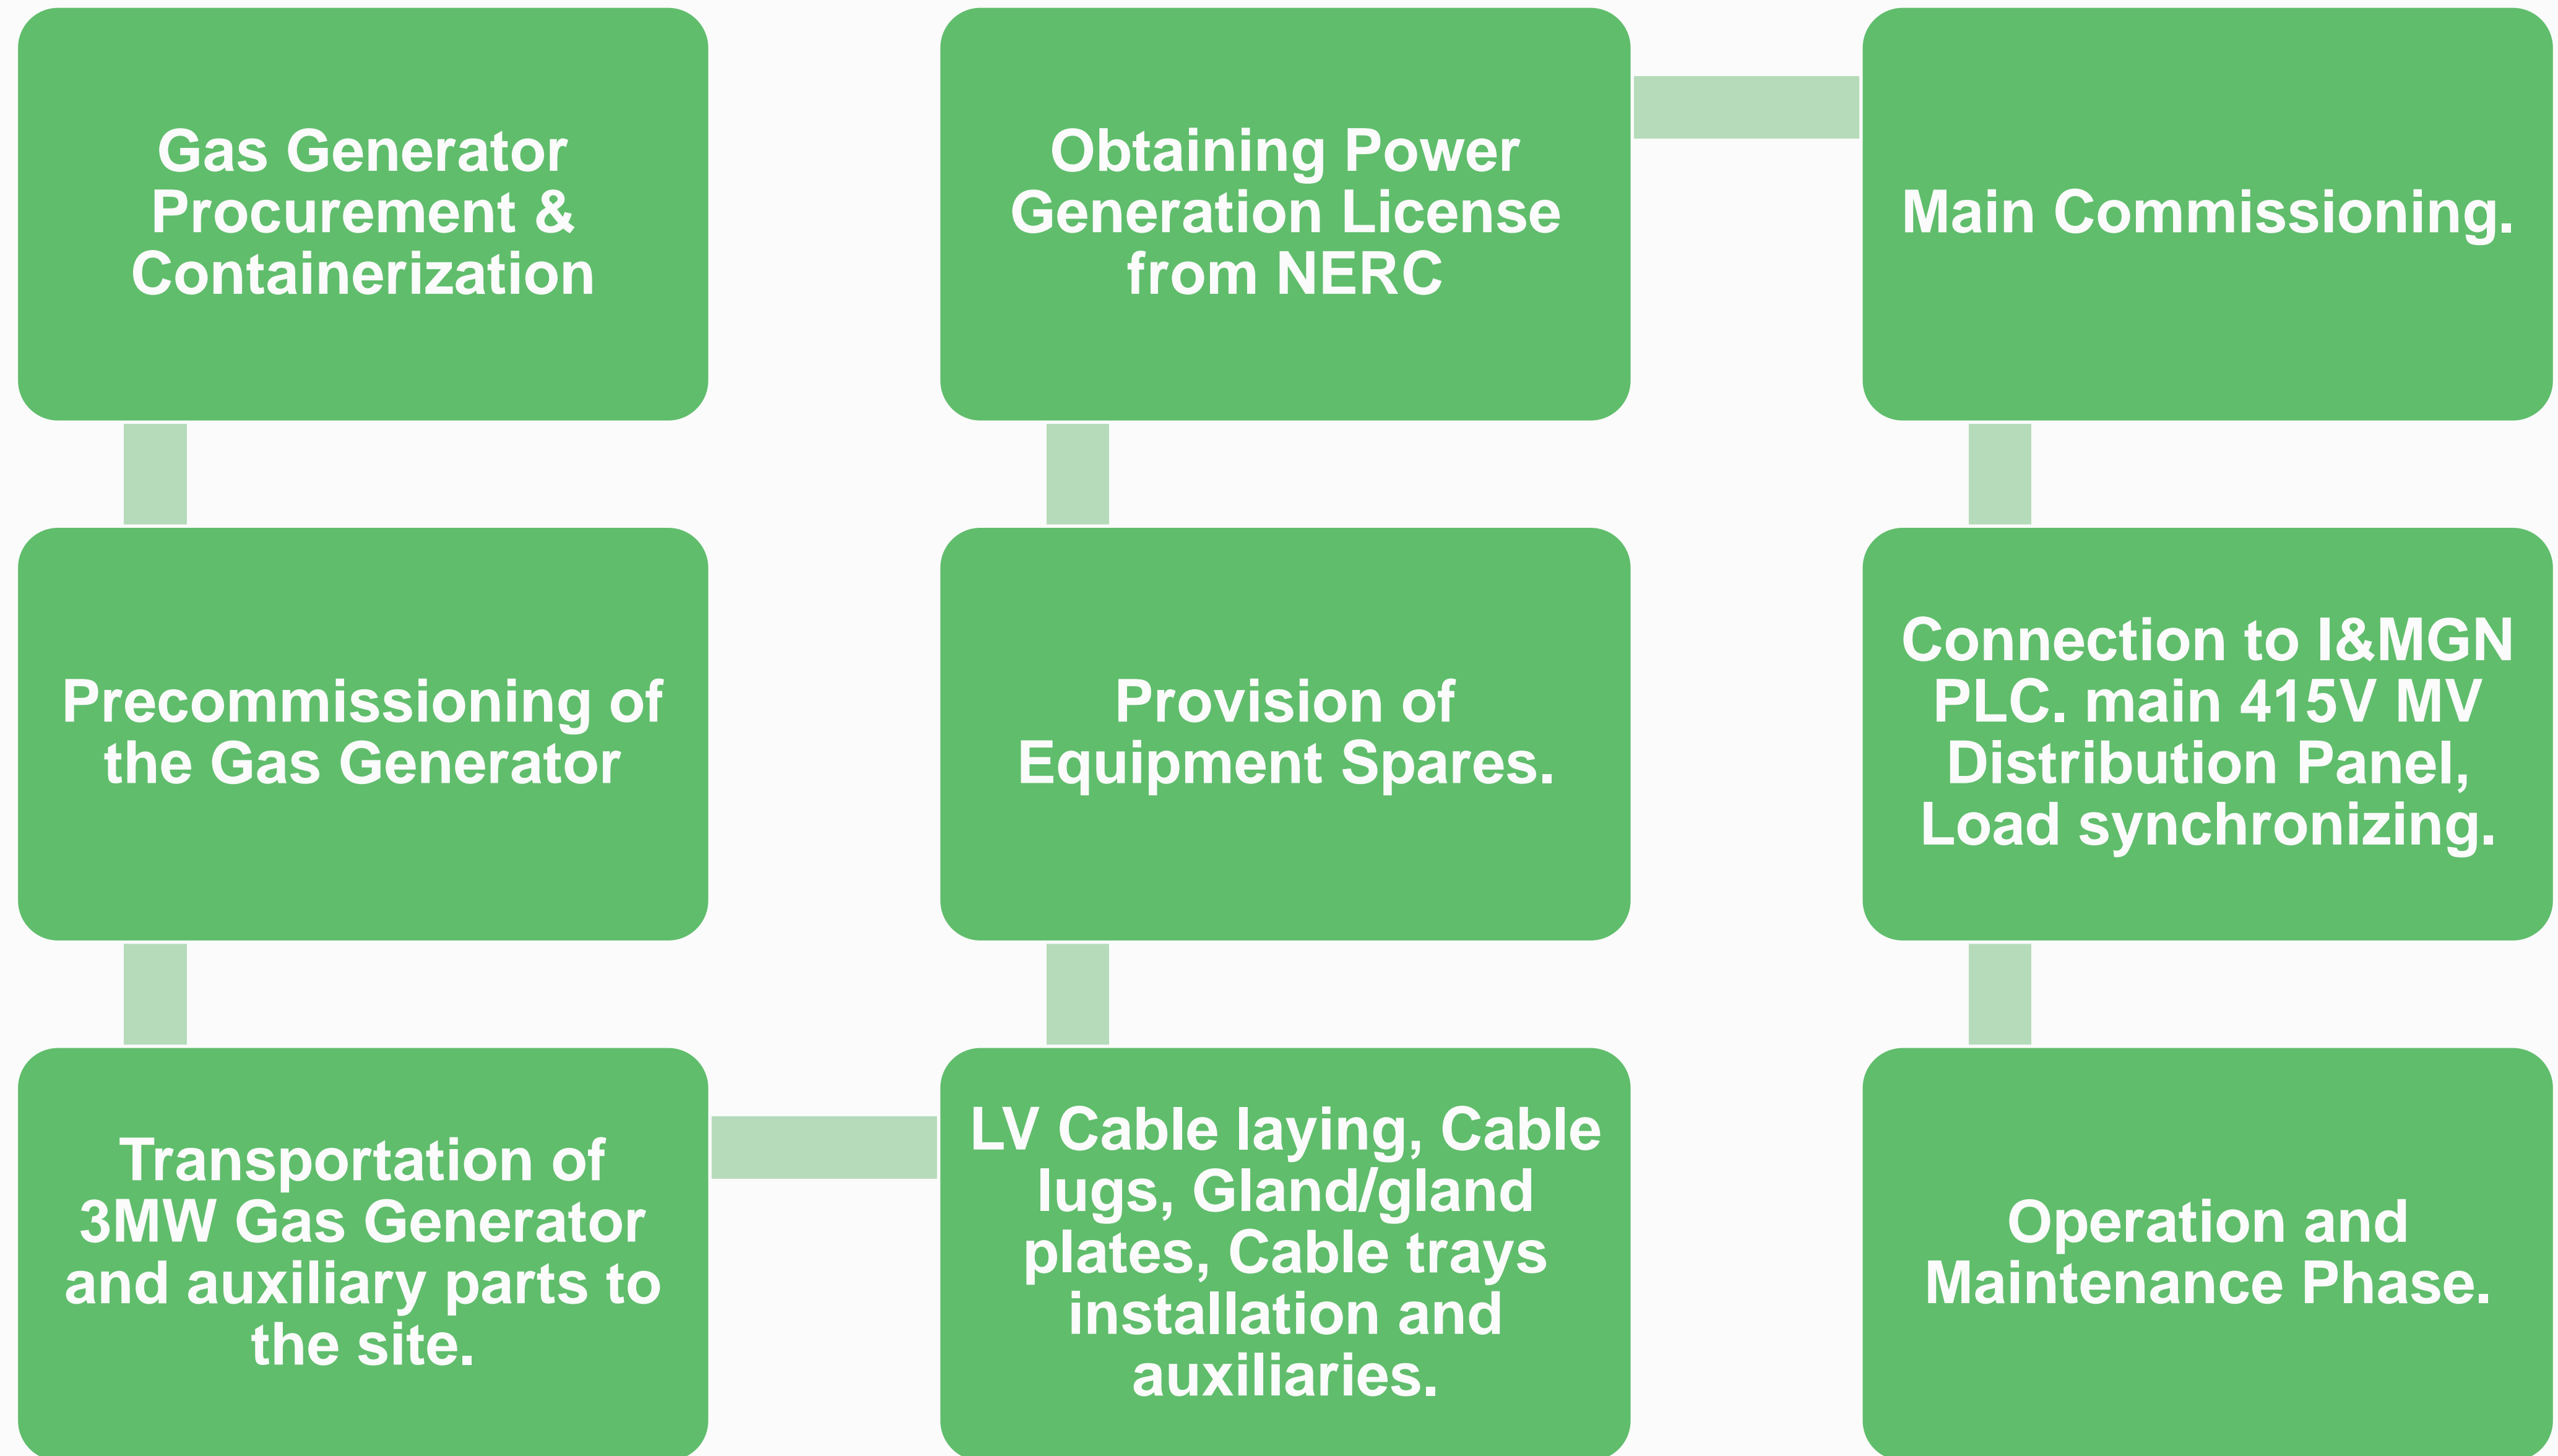 Gas Generator
Procurement &
Containerization
Precommissioning of
the Gas Generator
Transportation of
3MW Gas Generator
and auxiliary parts to
the site.
LV Cable laying, Cable
lugs, Gland/gland
plates, Cable trays
installation and
auxiliaries.
Provision of
Equipment Spares.
Obtaining Power
Generation License
from NERC
Main Commissioning.
Connection to I&MGN
PLC. main 415V MV
Distribution Panel,
Load synchronizing.
Operation and
Maintenance Phase.